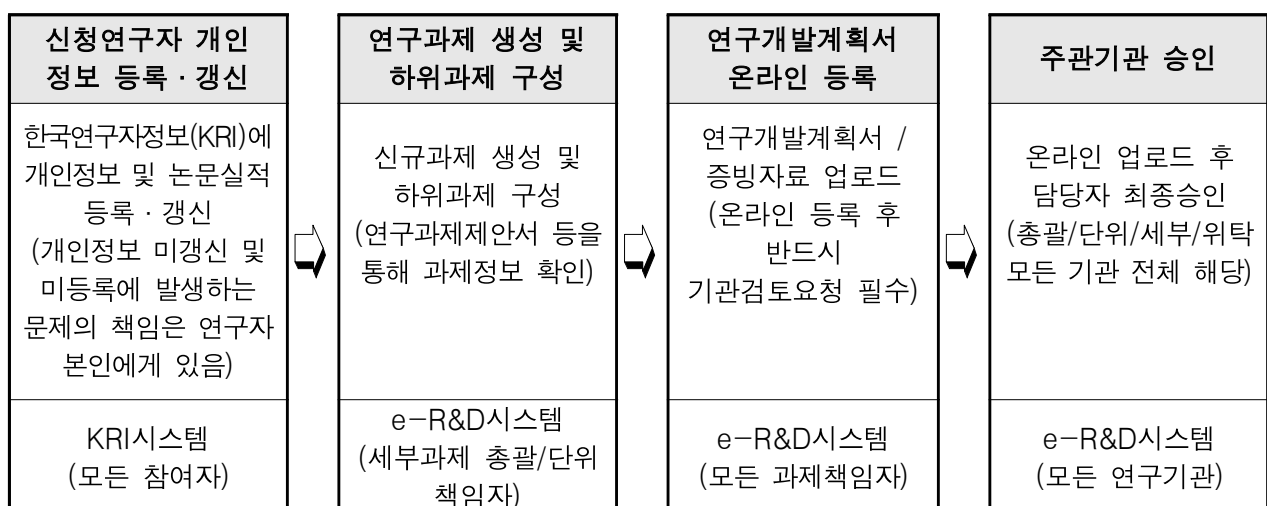 신청연구자 개인
정보 등록 · 갱신
한국연구자정보(KRI)에
개인정보 및 논문실적
등록 · 갱신
(개인정보 미갱신 및
미등록에 발생하는
문제의 책임은 연구자
본인에게 있음)
KRI시스템
(모든 참여자)
연구과제 생성 및
하위과제 구성
신규과제 생성 및
하위과제 구성
(연구과제제안서 등을
통해 과제정보 확인)
e-R&D시스템
(세부과제 총괄/단위
책임자)
연구개발계획서
온라인 등록
연구개발계획서 /
증빙자료 업로드
(온라인 등록 후
반드시
기관검토요청 필수)
e-R&D시스템
(모든 과제책임자)
주관기관 승인
온라인 업로드 후
담당자 최종승인
(총괄/단위/세부/위탁
모든 기관 전체 해당)
e-R&D시스템
(모든 연구기관)